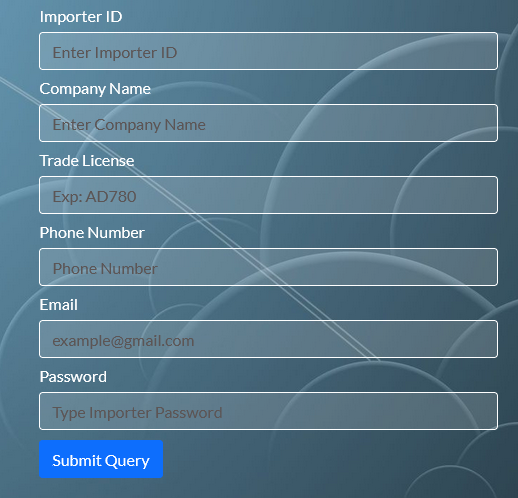 Importer ID
Enter Importer ID
Company Name
Enter Company Name
Trade License
Exp: AD780
Phone Number
Phone Number
Email
example@gmail.com
Password
Type Importer Password
Submit Query